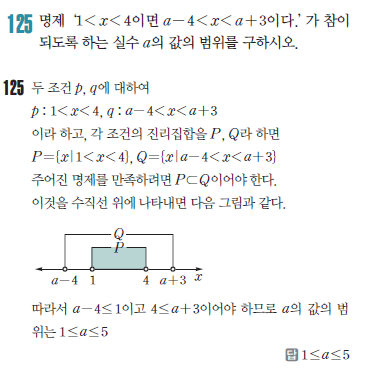 125 명제 ‘1<x<4이면 a-4<x<a+3이다.’가 참이
되도록 하는 실수 a의 값의 범위를 구하시오.
125 두 조건 p, q에 대하여
p : 1<x<4, q : a-4<x<a+3
이라 하고, 각 조건의 진리집합을 P, Q라 하면
P={x|1<x<4}, Q={x|a-4<x<a+3}
주어진 명제를 만족하려면 P⊂Q이어야 한다.
이것을 수직선 위에 나타내면 다음 그림과 같다.
Q
P
a-4 1 4 a+3 x
따라서 a-4≤1이고 4≤a+3이어야 하므로 a의 값의 범
위는 1≤a≤5
답 1≤a≤5